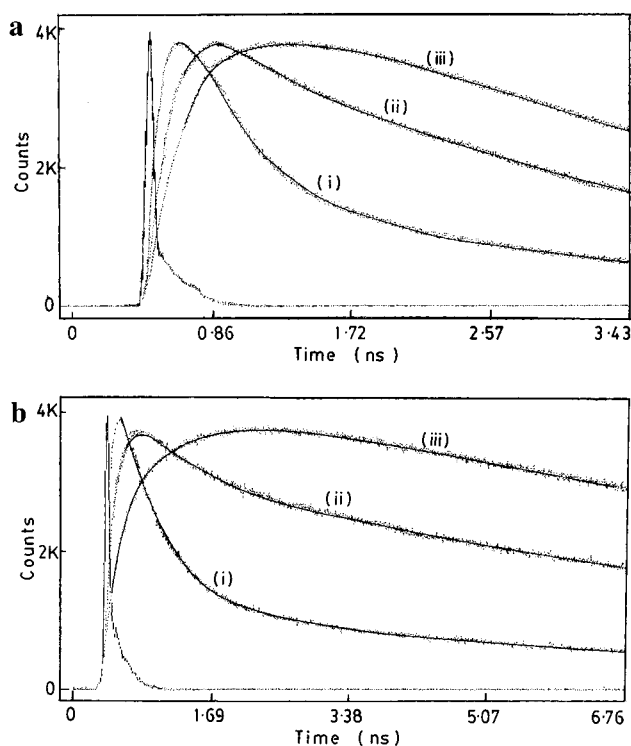 a
4K
2K
0
Counts
(i)
(ii)
(iii)
0 0·86 1·72 2·57 3·43
Time (ns)
b
4K
2K
0
Counts
(i)
(ii)
(iii)
0 1·69 3·38 5·07 6·76
Time (ns)